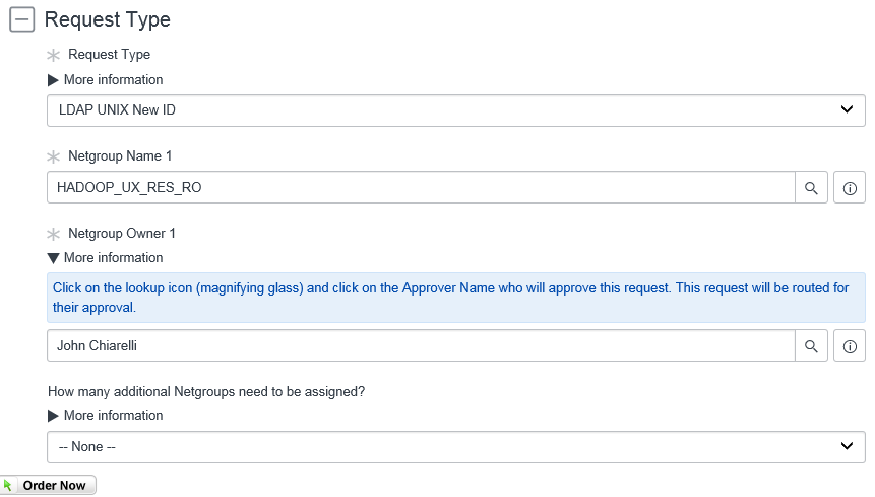 Request Type
Request Type
More information
LDAP UNIX New ID
Netgroup Name 1
HADOOP_UX_RES_RO
Netgroup Owner 1
More information
Click on the lookup icon (magnifying glass) and click on the Approver Name who will approve this request. This request will be routed for
their approval.
John Chiarelli
How many additional Netgroups need to be assigned?
More information
-- None --
Order Now